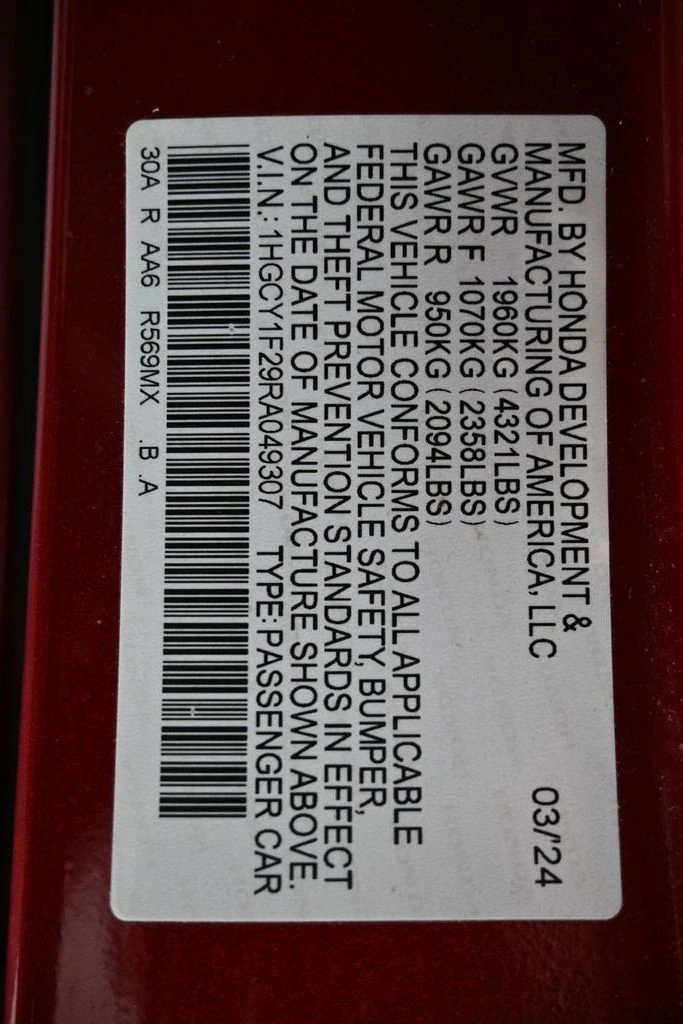 MFD. BY HONDA DEVELOPMENT &
MANUFACTURING OF AMERICA, LLC 03/'24
GVWR 1960KG (4321LBS)
GAWR F 1070KG (2358LBS)
GAWR R 950KG (2094LBS)
THIS VEHICLE CONFORMS TO ALL APPLICABLE
FEDERAL MOTOR VEHICLE SAFETY, BUMPER,
AND THEFT PREVENTION STANDARDS IN EFFECT
ON THE DATE OF MANUFACTURE SHOWN ABOVE.
V.I.N.: 1HGCY1F29RA049307 TYPE: PASSENGER CAR
30A R AA6 R569MX .B .A